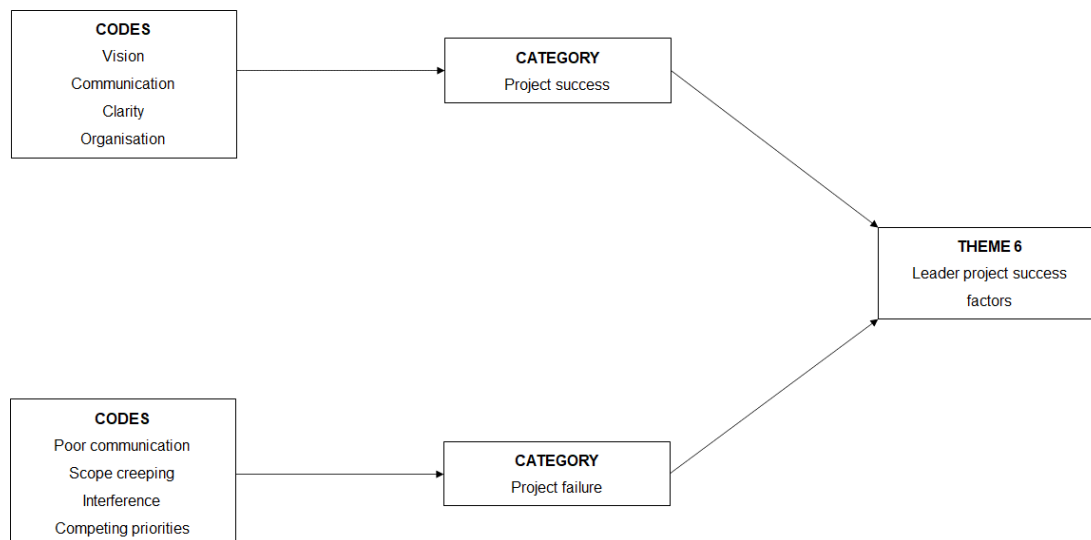 CODES
Vision
Communication
Clarity
Organisation
CATEGORY
Project success
THEME 6
Leader project success
factors
CODES
Poor communication
Scope creeping
Interference
Competing priorities
CATEGORY
Project failure